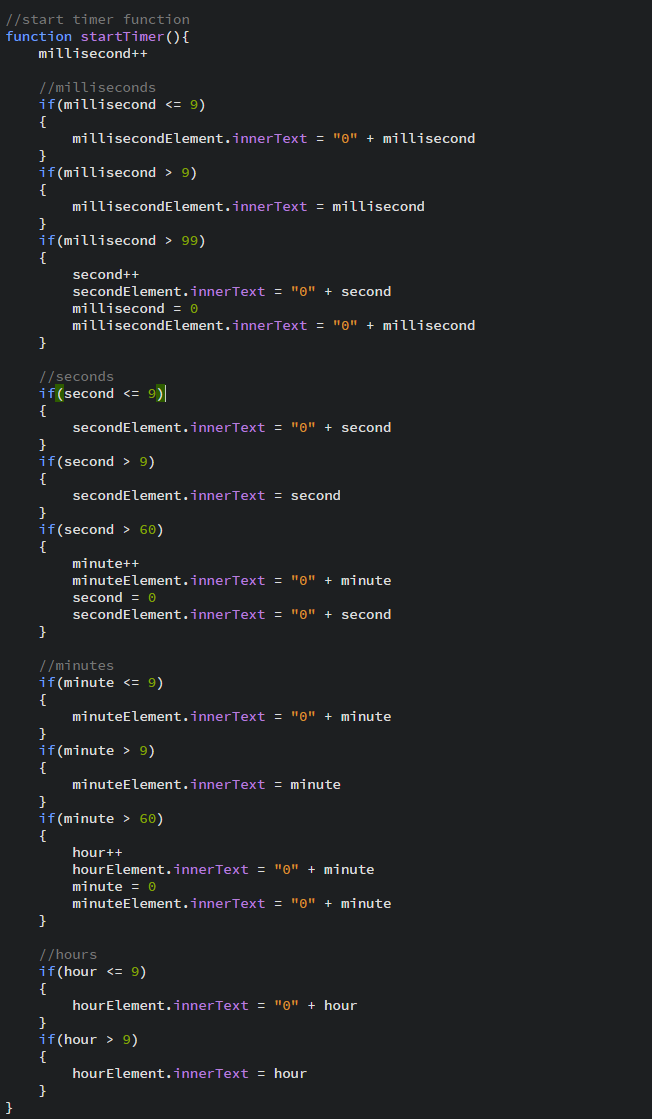 //start timer function
function startTimer(){
    millisecond++

    //milliseconds
    if(millisecond <= 9)
    {
        millisecondElement.innerText = "0" + millisecond
    }
    if(millisecond > 9)
    {
        millisecondElement.innerText = millisecond
    }
    if(millisecond > 99)
    {
        second++
        secondElement.innerText = "0" + second
        millisecond = 0
        millisecondElement.innerText = "0" + millisecond
    }

    //seconds
    if(second <= 9)
    {
        secondElement.innerText = "0" + second
    }
    if(second > 9)
    {
        secondElement.innerText = second
    }
    if(second > 60)
    {
        minute++
        minuteElement.innerText = "0" + minute
        second = 0
        secondElement.innerText = "0" + second
    }

    //minutes
    if(minute <= 9)
    {
        minuteElement.innerText = "0" + minute
    }
    if(minute > 9)
    {
        minuteElement.innerText = minute
    }
    if(minute > 60)
    {
        hour++
        hourElement.innerText = "0" + minute
        minute = 0
        minuteElement.innerText = "0" + minute
    }

    //hours
    if(hour <= 9)
    {
        hourElement.innerText = "0" + hour
    }
    if(hour > 9)
    {
        hourElement.innerText = hour
    }
}